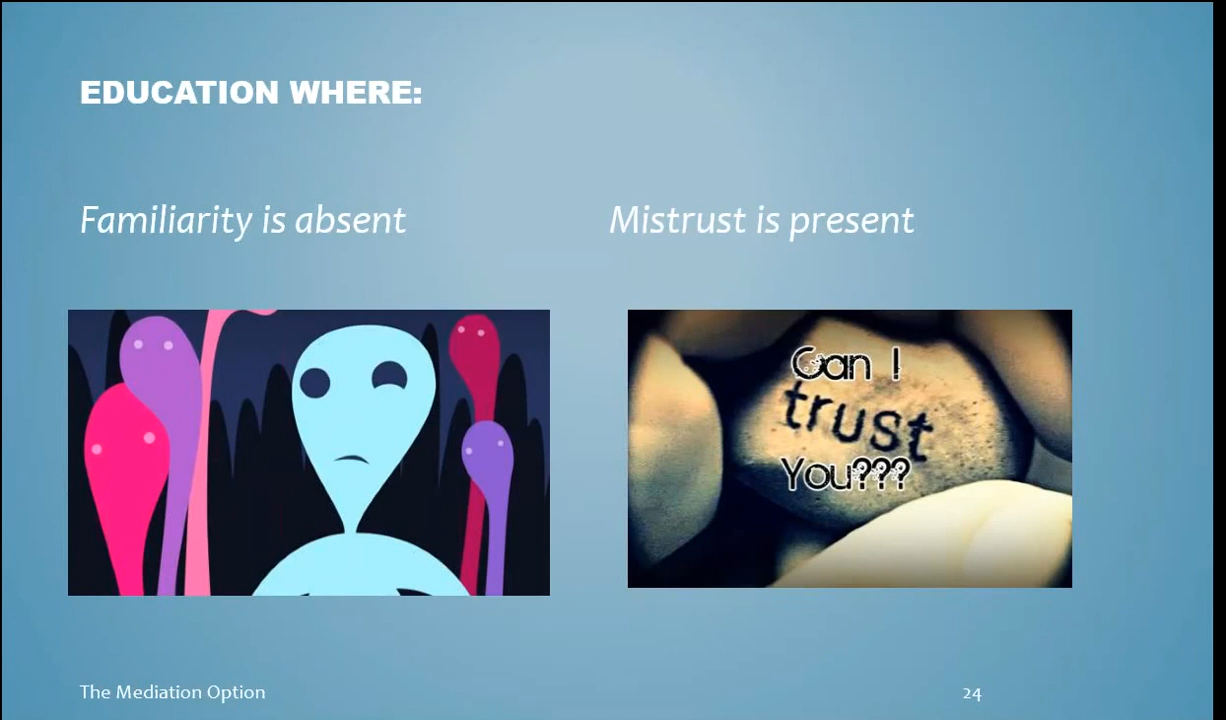 EDUCATION WHERE:
Familiarity is absent
Mistrust is present
Can I
trust
You???
The Mediation Option
24